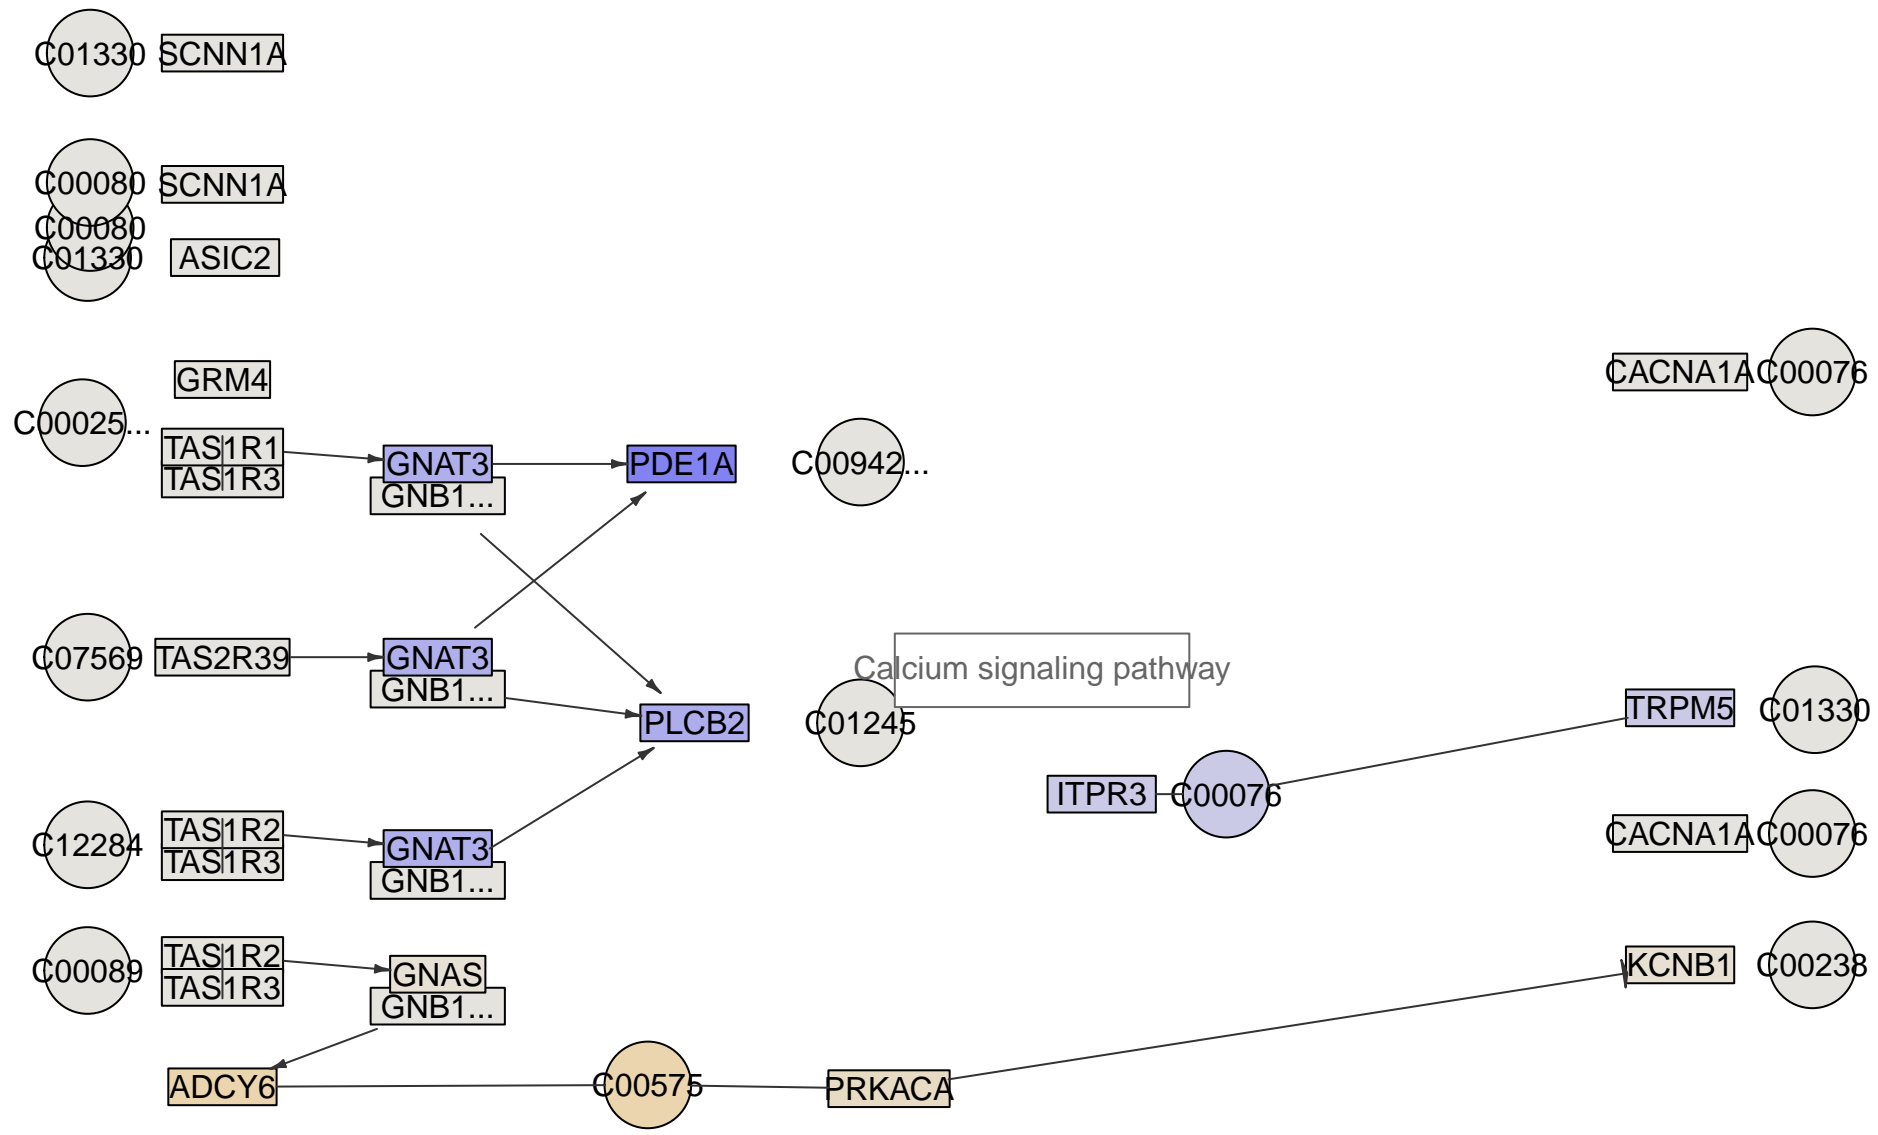 C01330 SCNN1A
C00080 SCNN1A
C00080
C01330 ASIC2
GRM4
CACNA1A C00076
C00025...
TAS1R1
TAS1R3
GNAT3
GNB1...
PDE1A
C00942...
C07569 TAS2R39
GNAT3
GNB1...
Calcium signaling pathway
PLCB2
C01245
TRPM5 C01330
ITPR3 C00076
C12284
TAS1R2
TAS1R3
GNAT3
GNB1...
CACNA1A C00076
C00089
TAS1R2
TAS1R3
GNAS
GNB1...
KCNB1 C00238
ADCY6 C00575 PRKACA